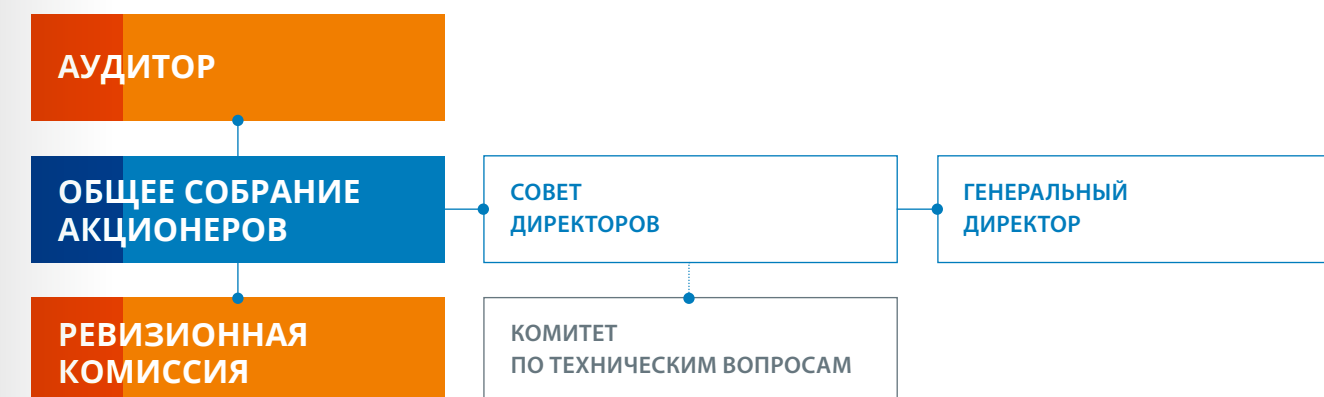 АУДИТОР
ОБЩЕЕ СОБРАНИЕ
АКЦИОНЕРОВ
СОВЕТ
ДИРЕКТОРОВ
ГЕНЕРАЛЬНЫЙ
ДИРЕКТОР
РЕВИЗИОННАЯ
КОМИССИЯ
КОМИТЕТ
ПО ТЕХНИЧЕСКИМ ВОПРОСАМ